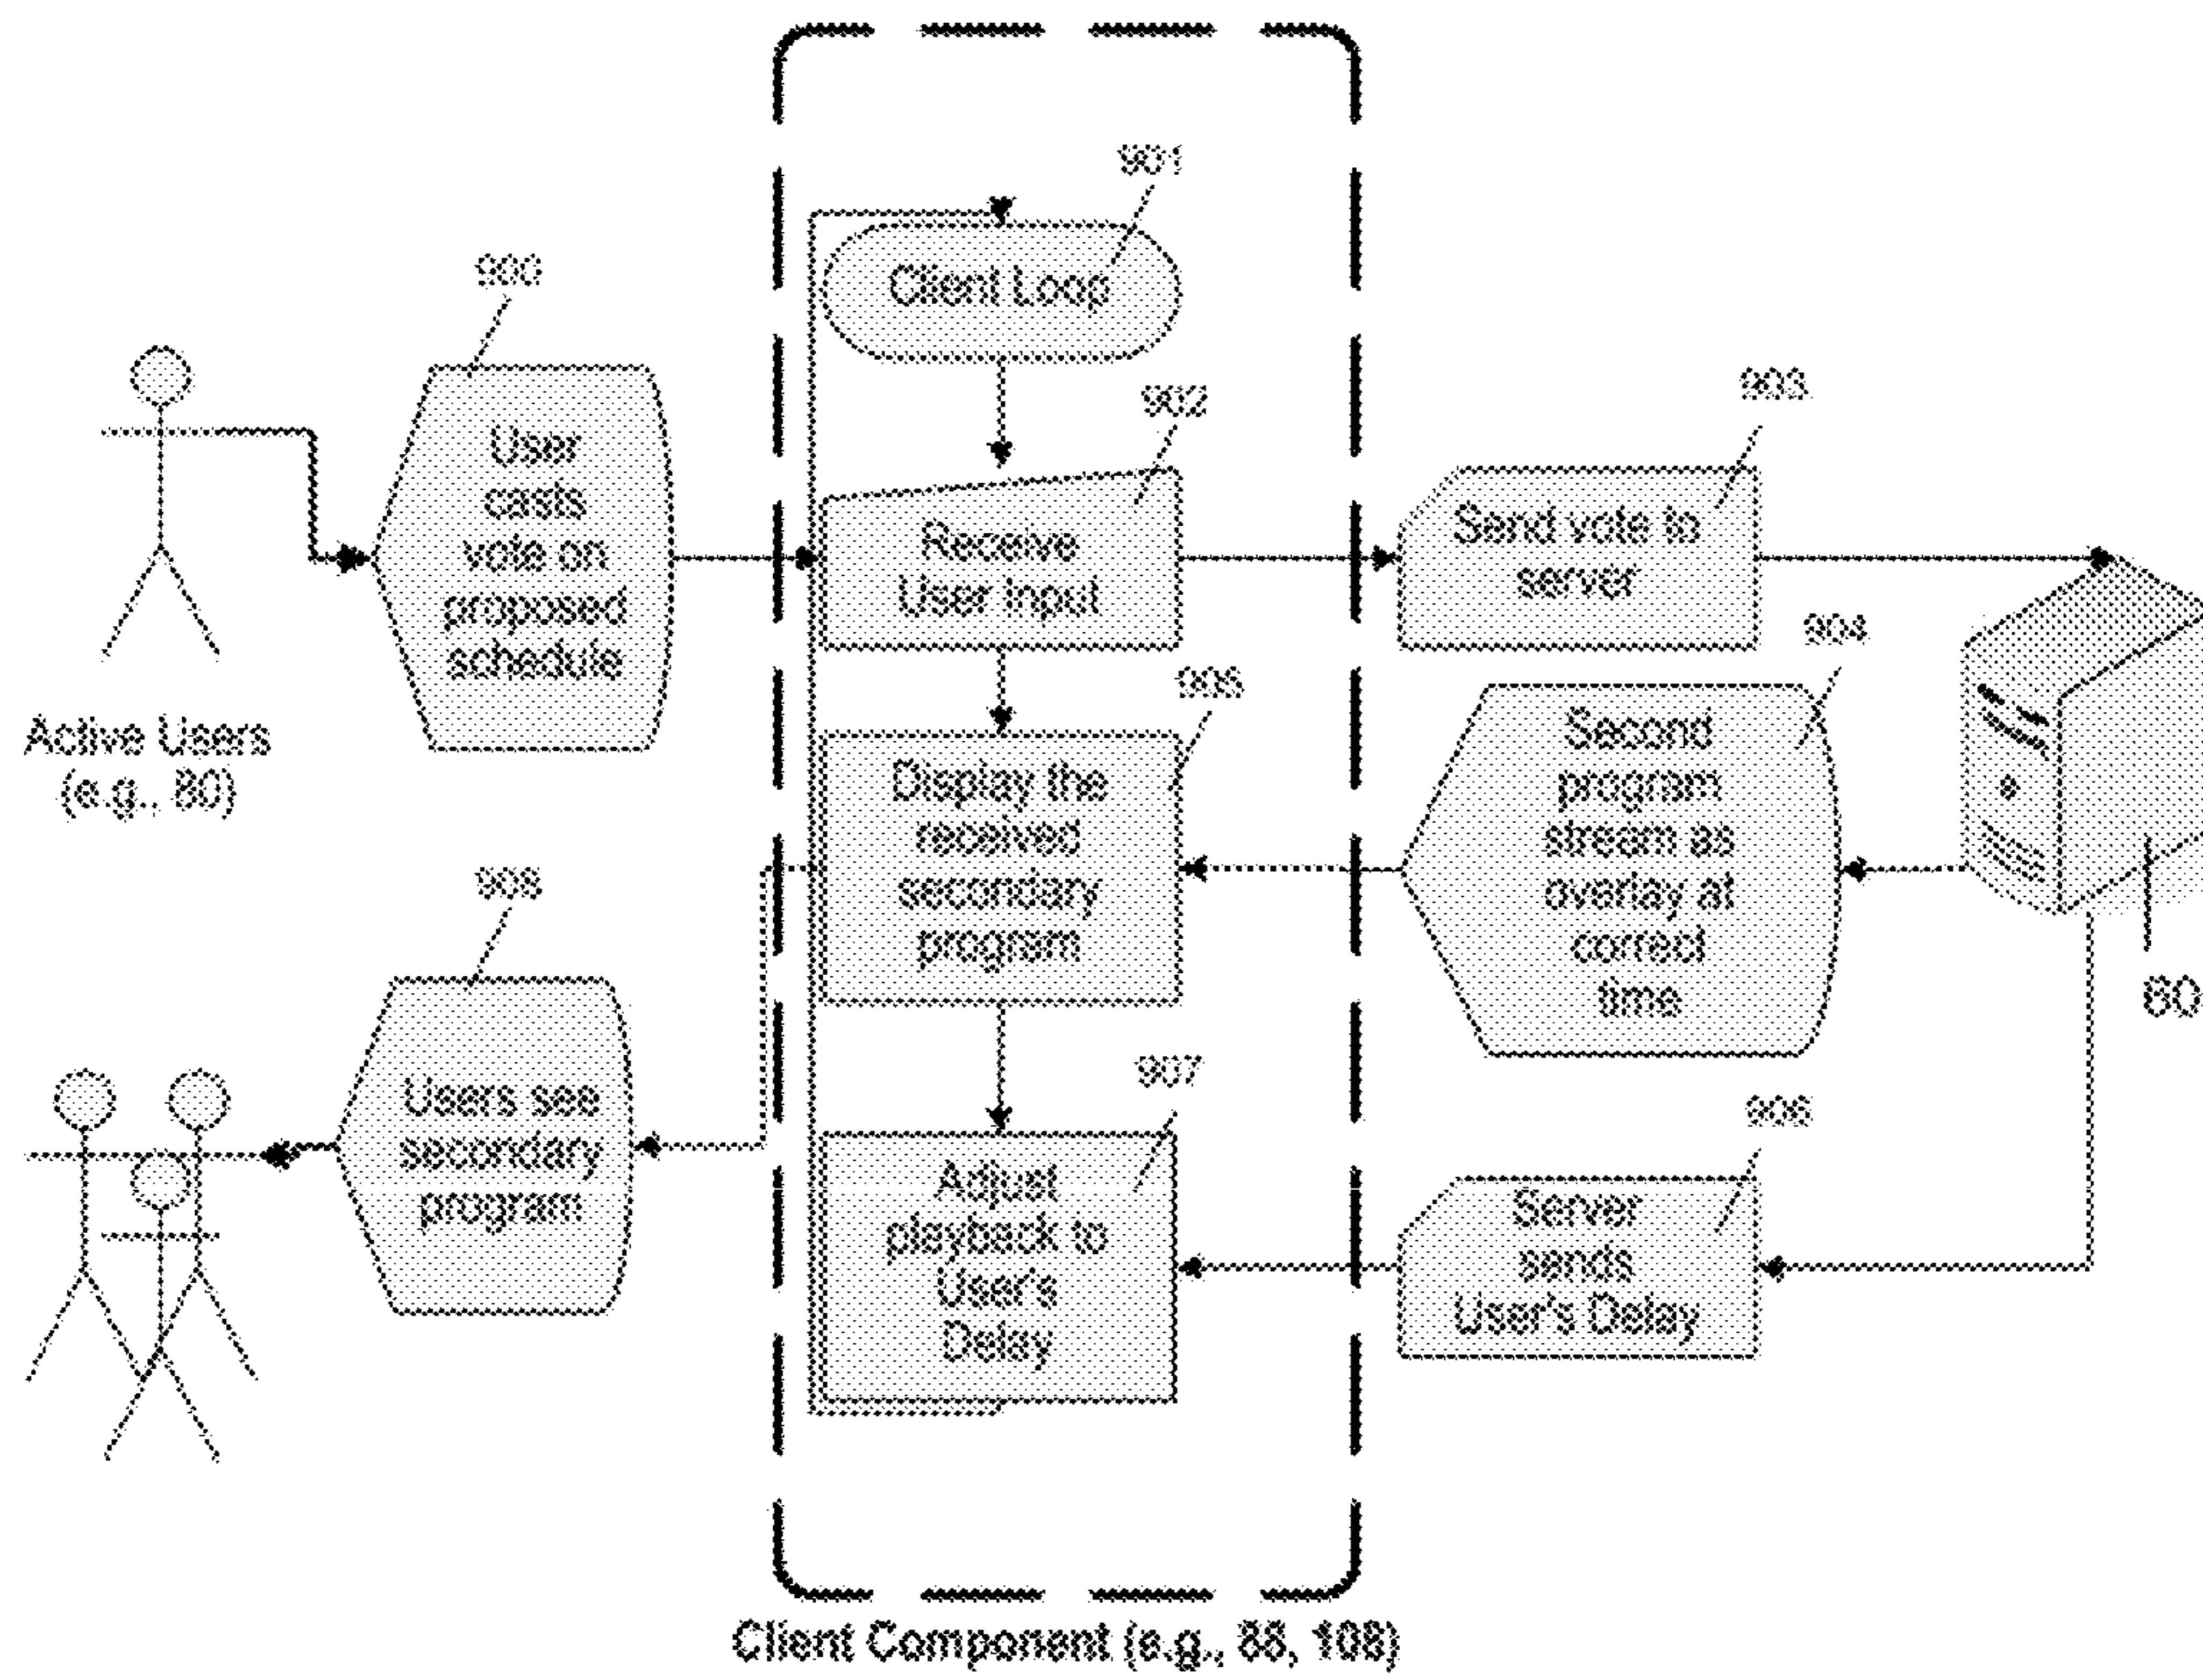 901
Client Loop
900
User
casts
vote on
proposed
schedule
Active Users
(e.g., 80)
902
Receive
User Input
903
Send vote to
server
904
Second
program
stream as
overlay at
correct
time
60
905
Display the
received
secondary
program
908
Users see
secondary
program
907
Adjust
playback to
User's
Delay
906
Server
sends
User's Delay
Client Component (e.g., 88, 108)